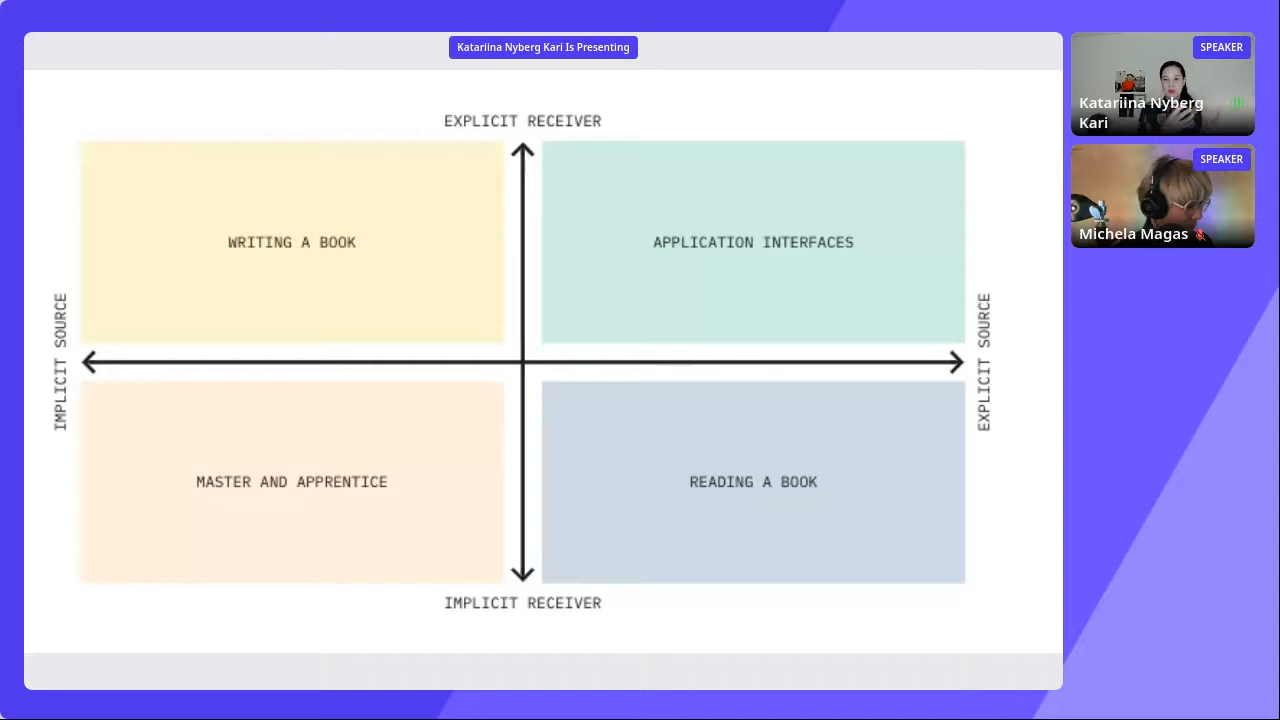 Katariina Nyberg Kari Is Presenting
EXPLICIT RECEIVER
WRITING A BOOK
APPLICATION INTERFACES
IMPLICIT SOURCE
EXPLICIT SOURCE
MASTER AND APPRENTICE
READING A BOOK
IMPLICIT RECEIVER
SPEAKER
Katariina Nyberg
Kari
SPEAKER
Michela Magas